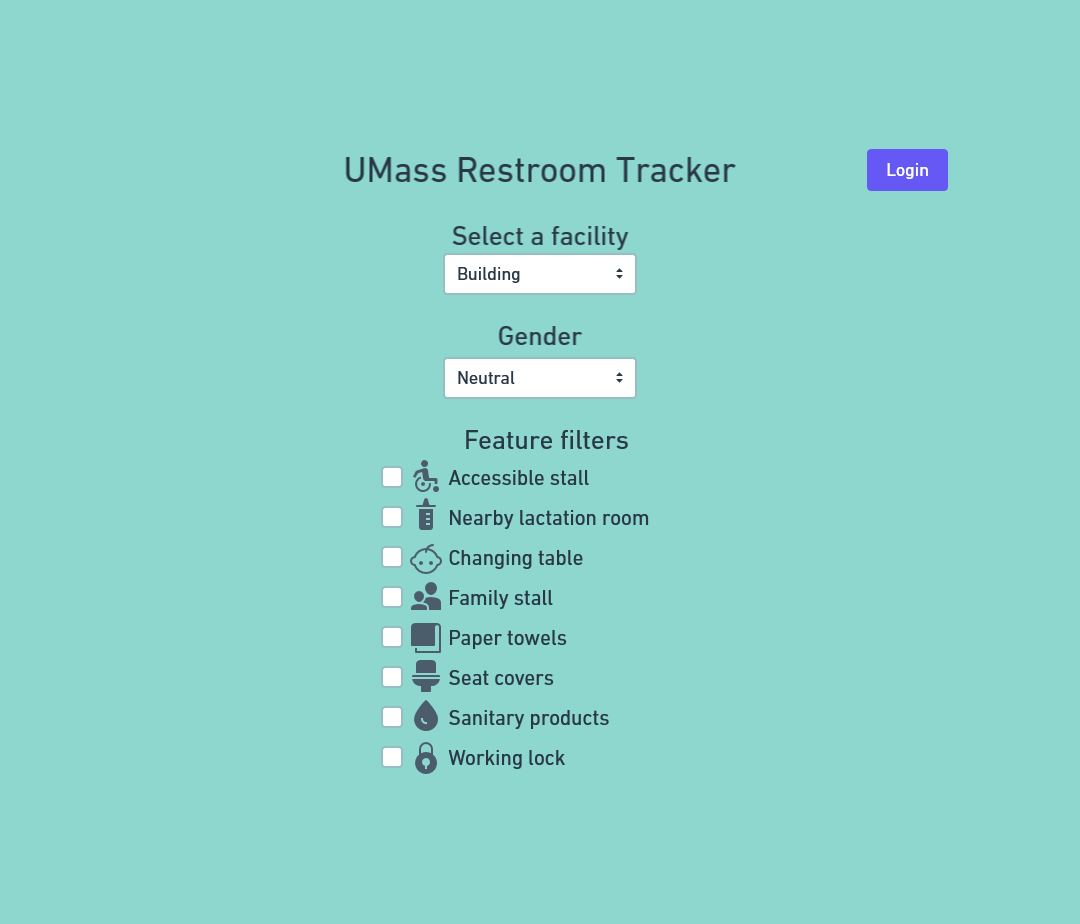 UMass Restroom Tracker
Login
Select a facility
Building
Gender
Neutral
Feature filters
Accessible stall
Nearby lactation room
Changing table
Family stall
Paper towels
Seat covers
Sanitary products
Working lock